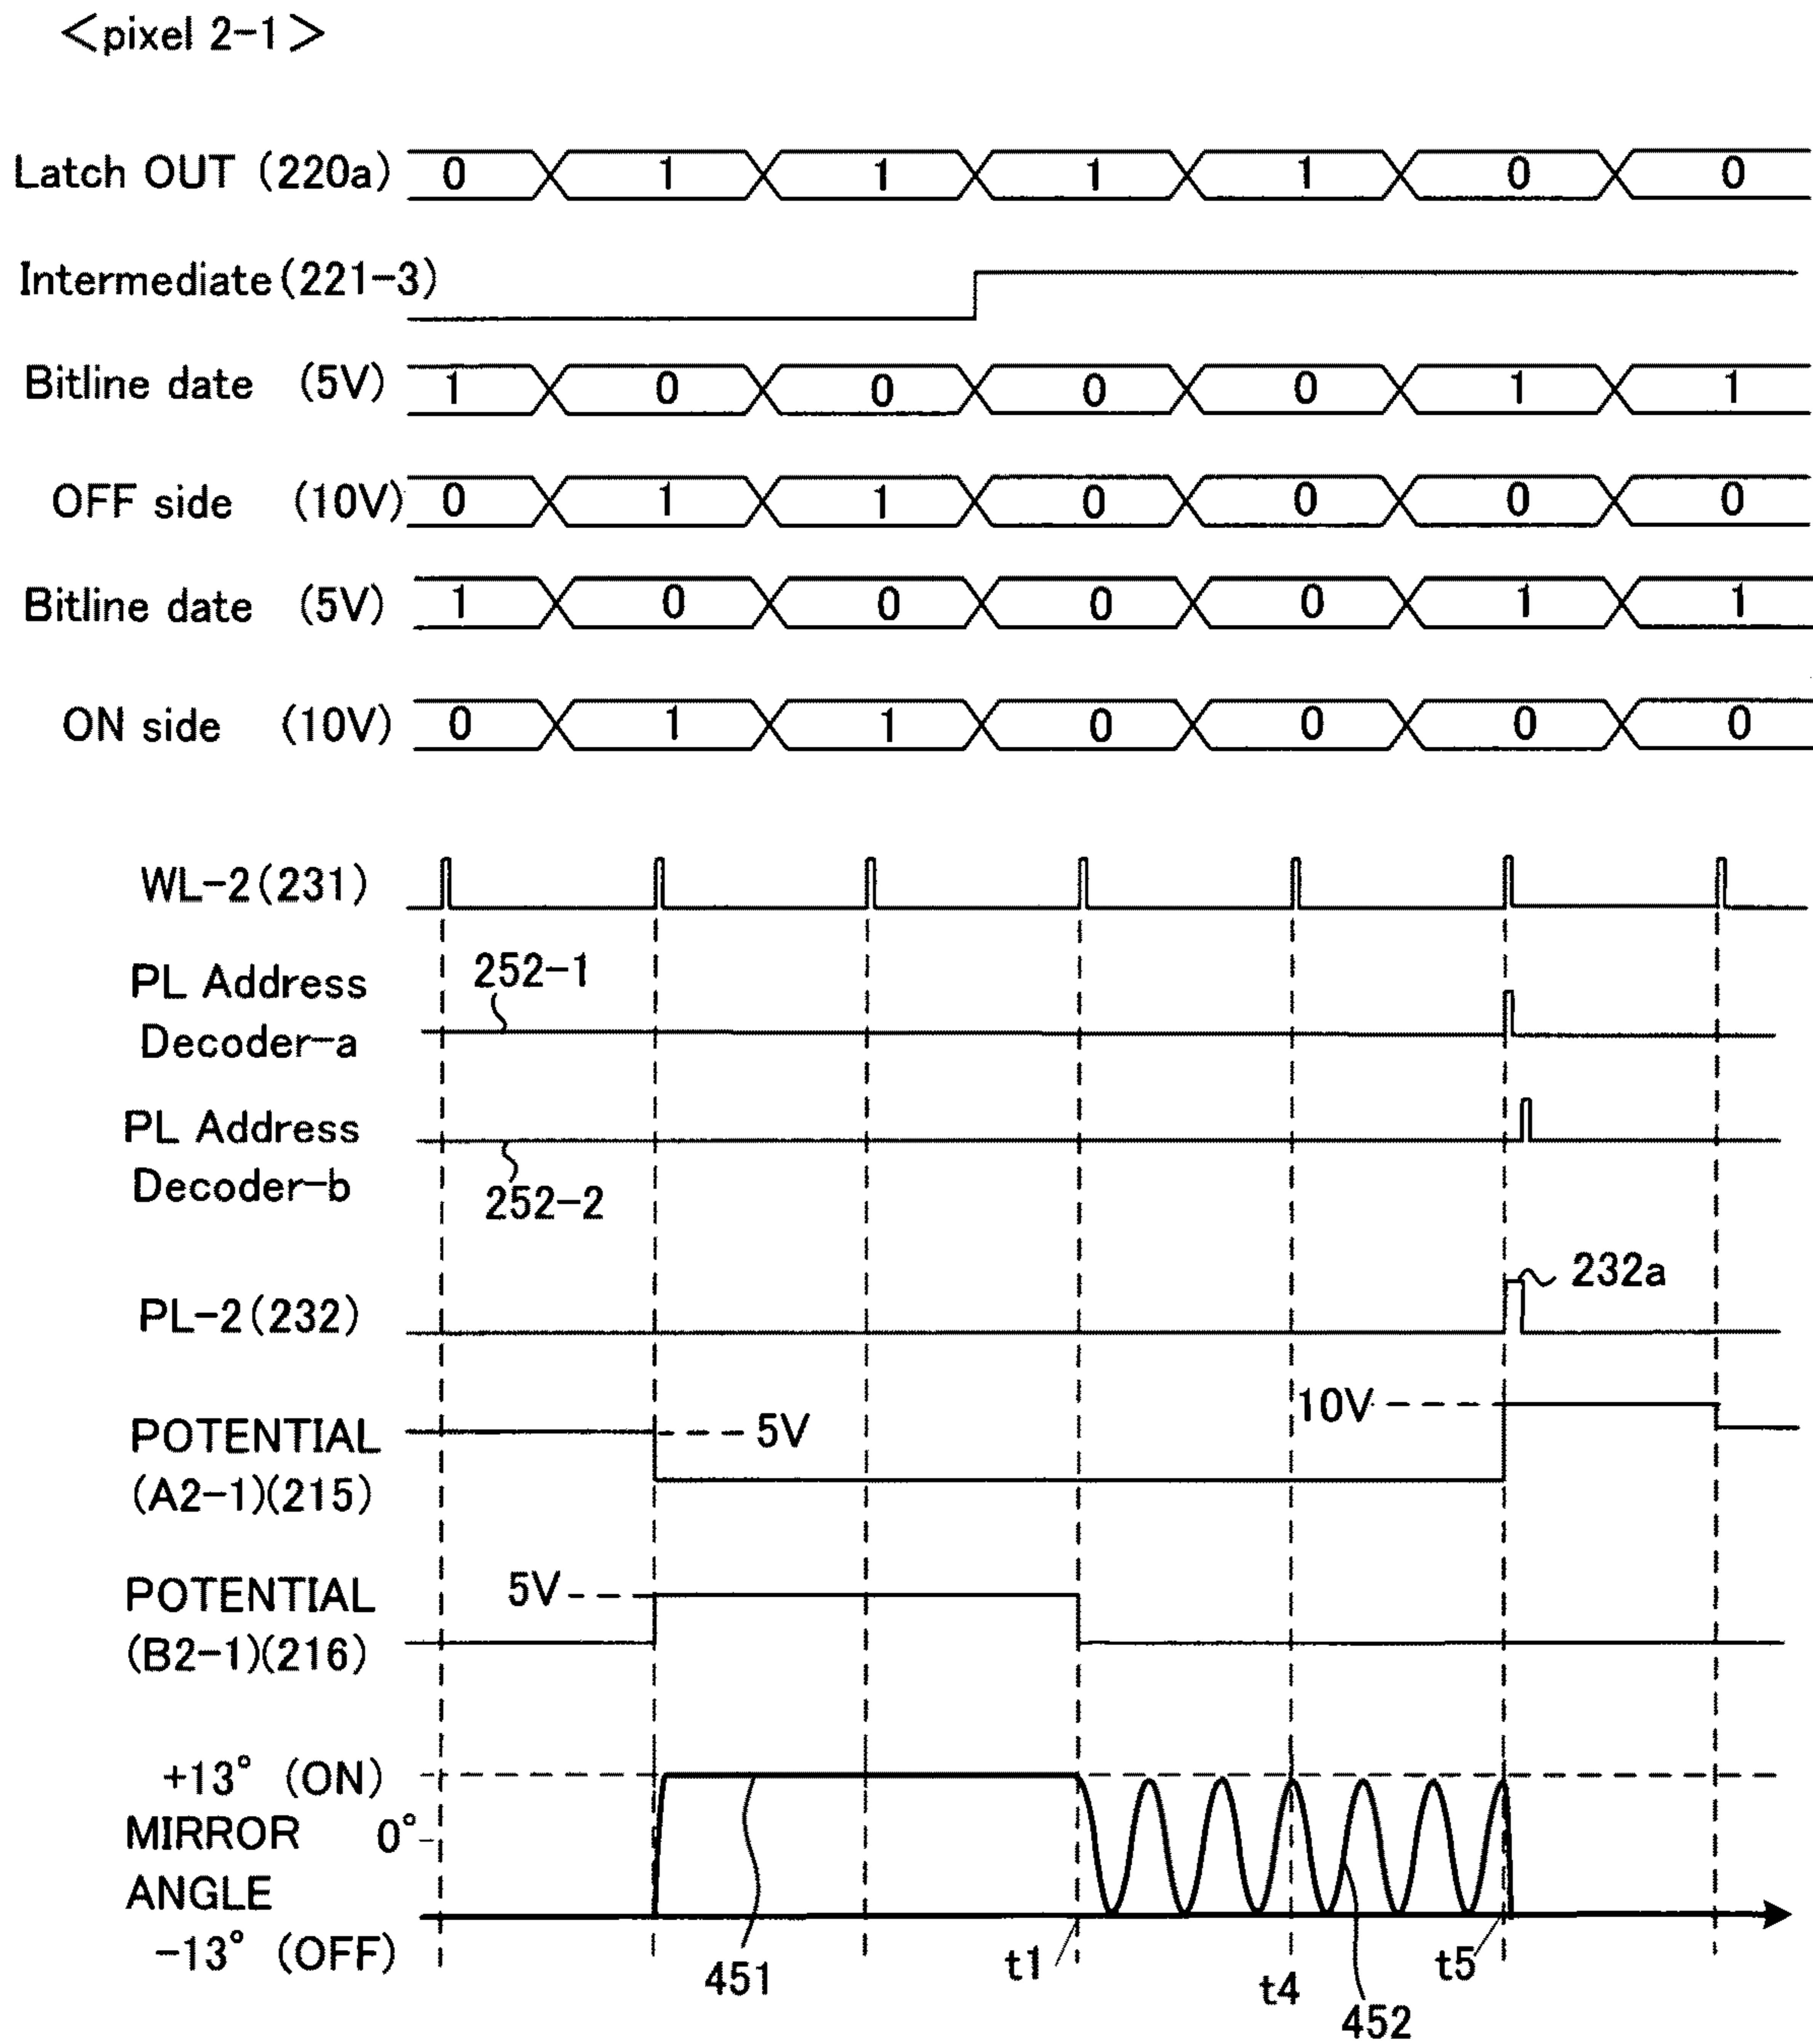 <pixel 2-1>
Latch OUT (220a) 0 1 1 1 1 0 0
Intermediate(221-3)
Bitline date (5V) 1 0 0 0 0 1 1
OFF side (10V) 0 1 1 0 0 0 0
Bitline date (5V) 1 0 0 0 0 1 1
ON side (10V) 0 1 1 0 0 0 0
WL-2(231)
PL Address
Decoder-a
252-1
PL Address
Decoder-b
252-2
PL-2(232)
232a
POTENTIAL
(A2-1)(215)
5V
10V
POTENTIAL
(B2-1)(216)
5V
+13° (ON)
MIRROR 0°
ANGLE
-13° (OFF)
451
t1
t4
452
t5